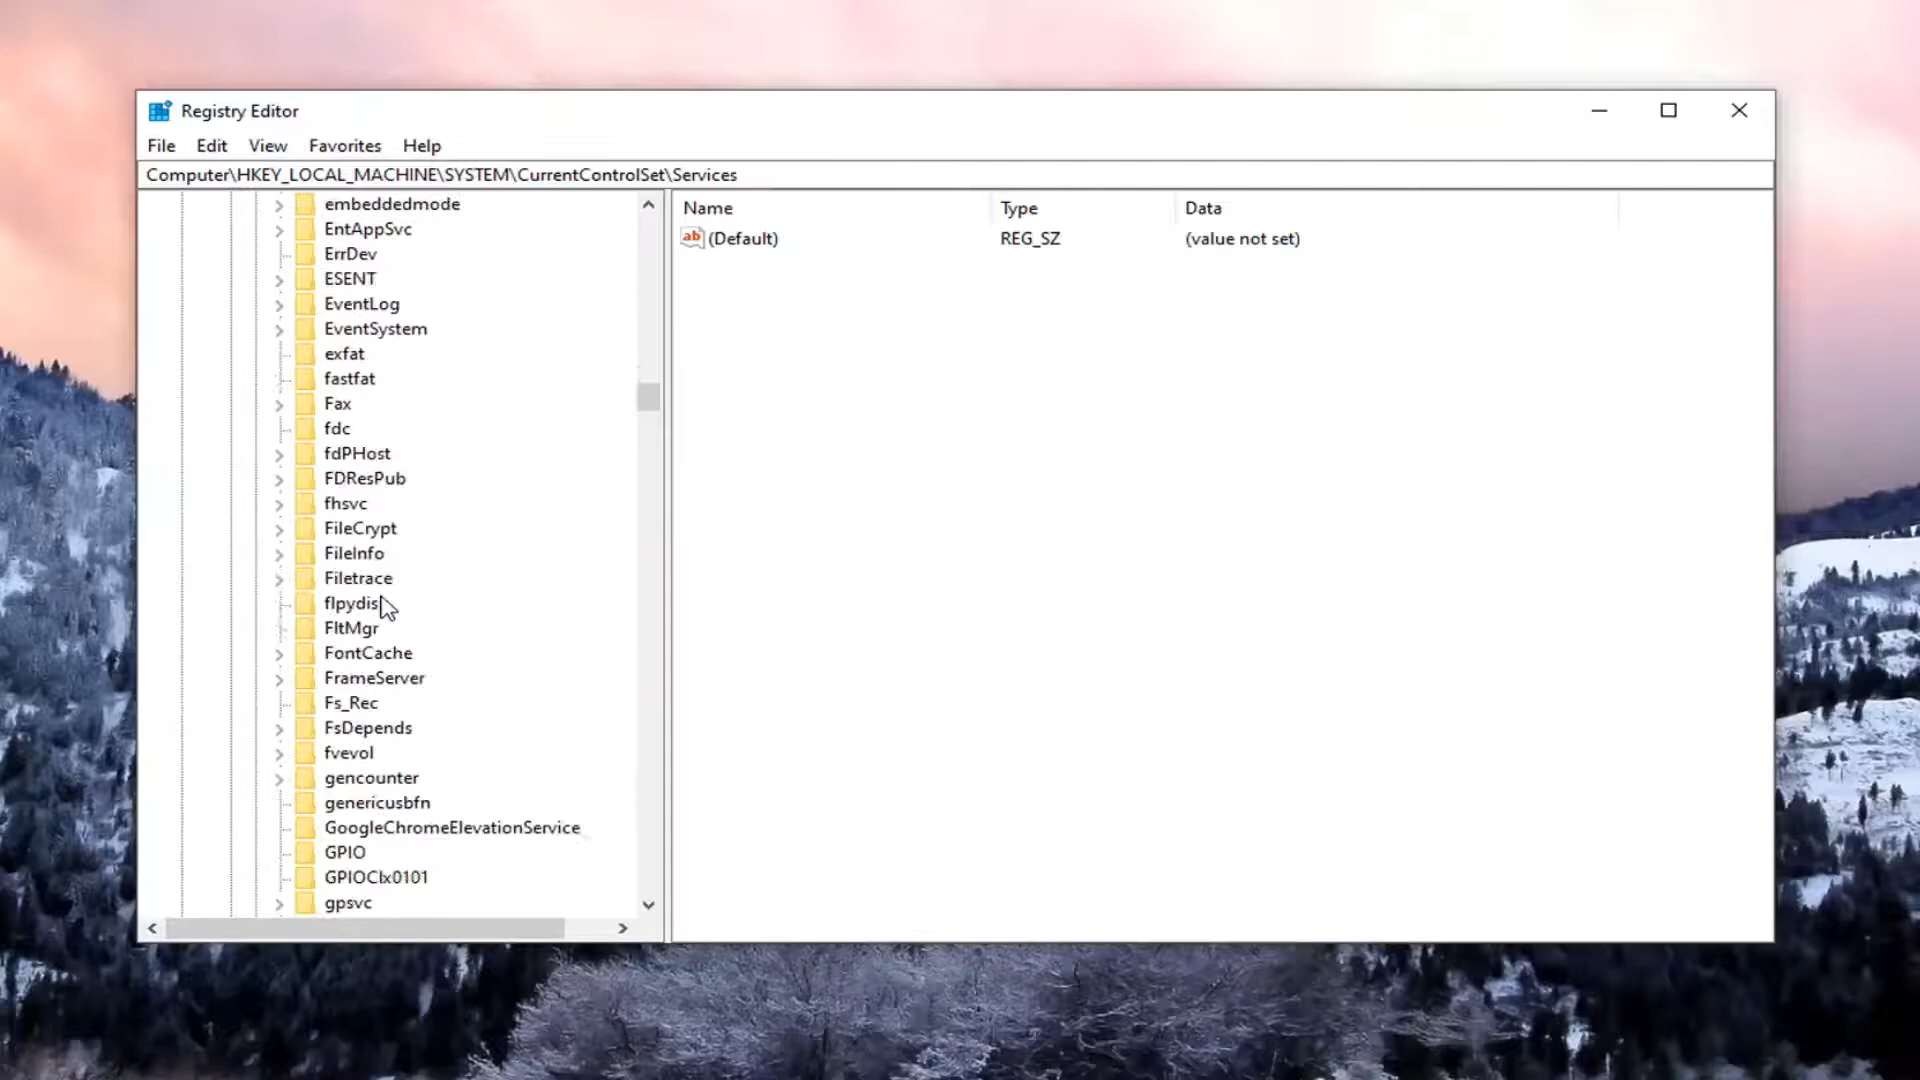 Registry Editor
File Edit View Favorites Help
Computer\HKEY_LOCAL_MACHINE\SYSTEM\CurrentControlSet\Services
Name Type Data
ab (Default) REG_SZ (value not set)
embeddedmode
EntAppSvc
ErrDev
ESENT
EventLog
EventSystem
exfat
fastfat
Fax
fdc
fdPHost
FDResPub
fhsvc
FileCrypt
FileInfo
Filetrace
flpydis
FltMgr
FontCache
FrameServer
Fs_Rec
FsDepends
fvevol
gencounter
genericusbfn
GoogleChromeElevationService
GPIO
GPIOClx0101
gpsvc